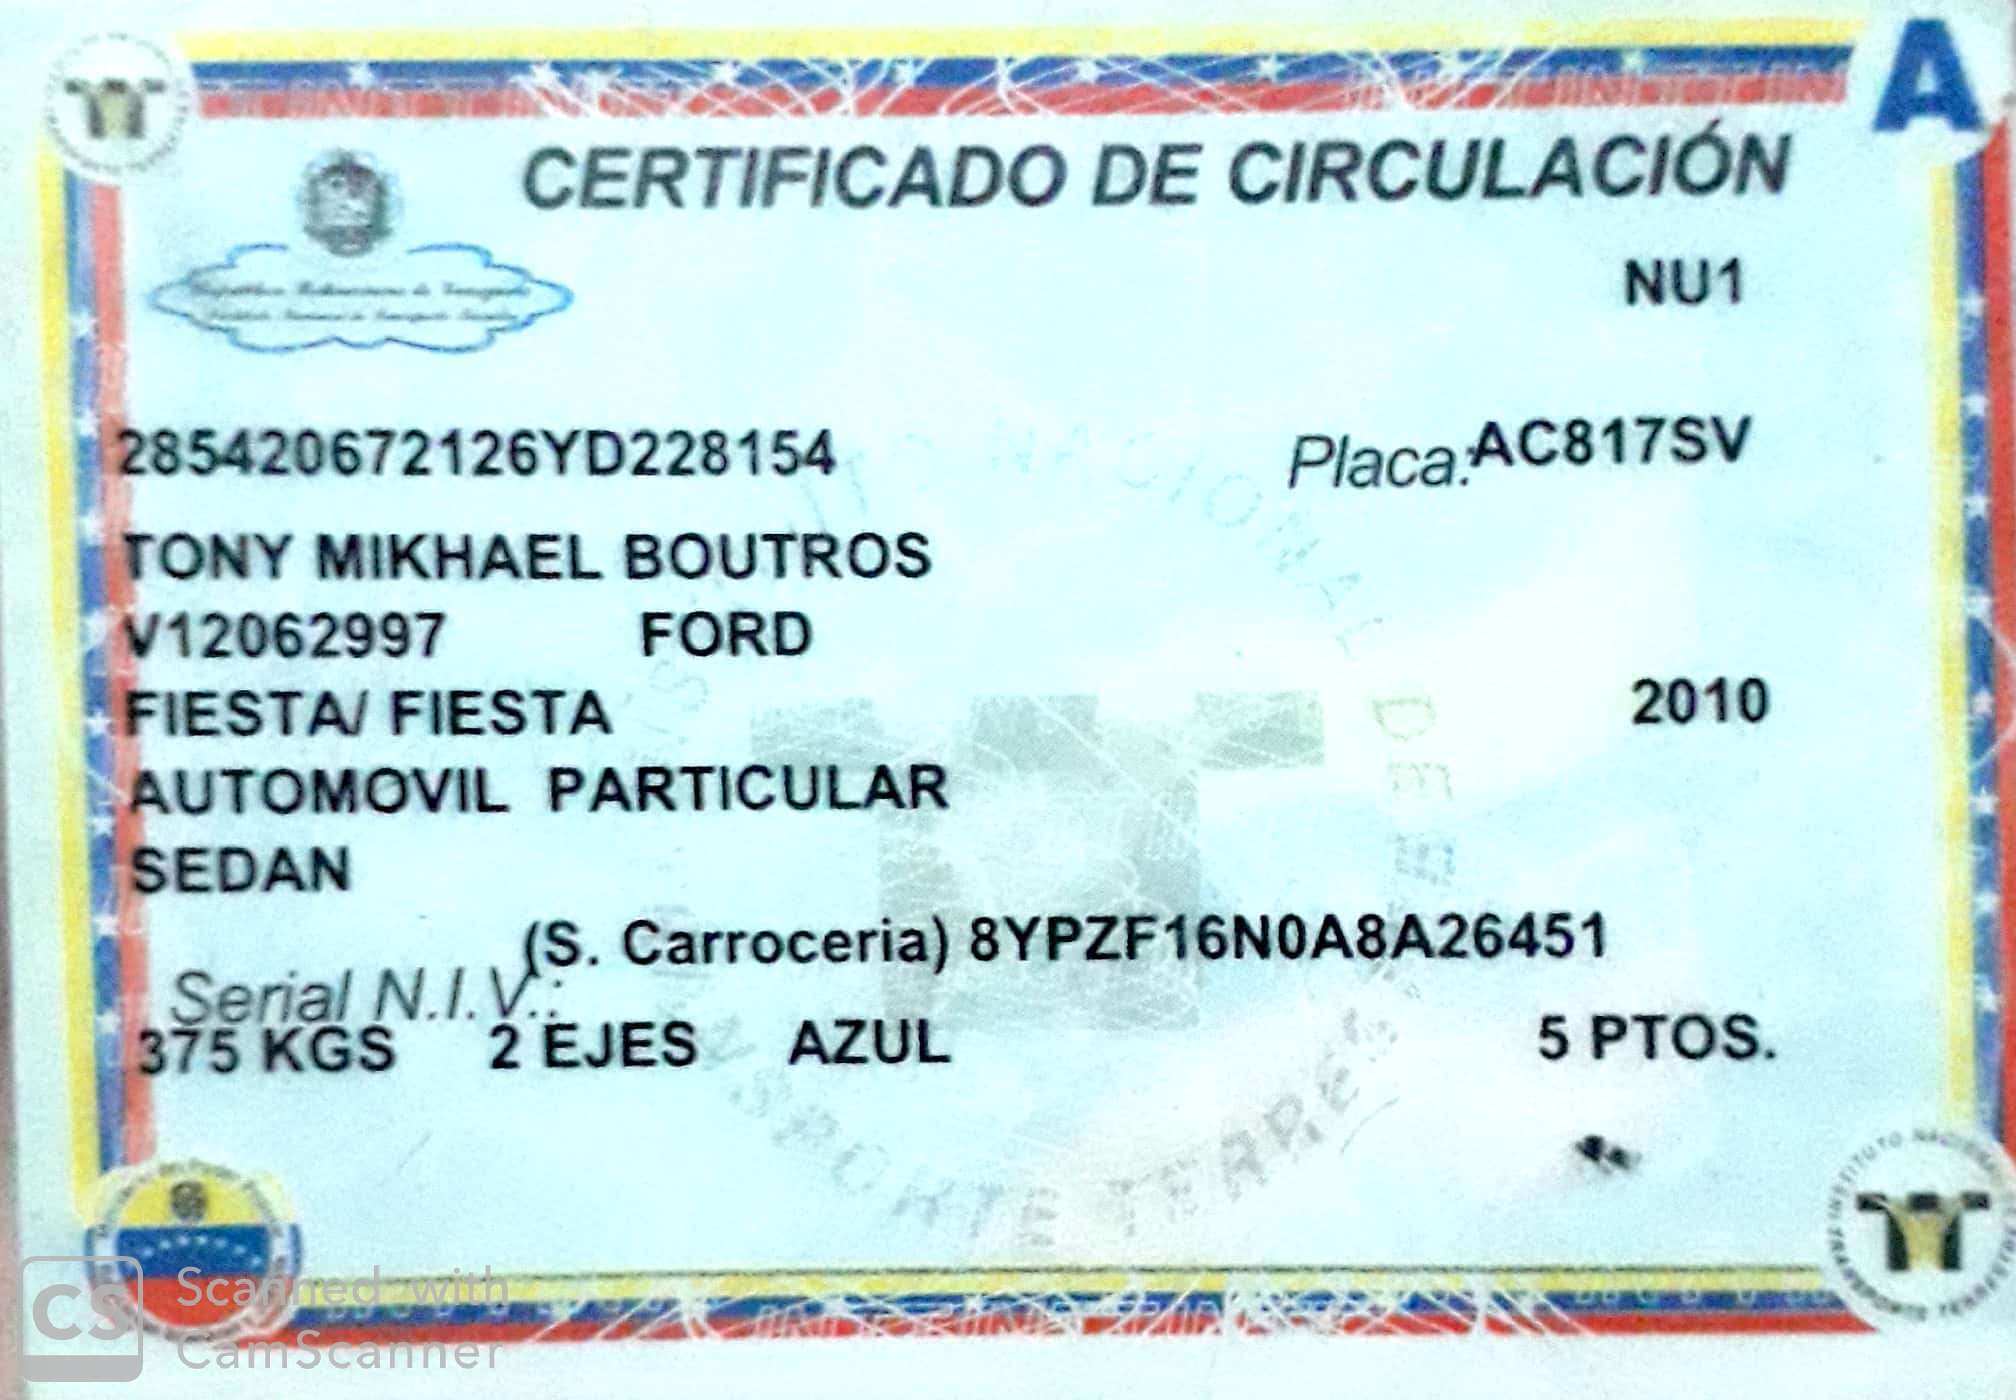 A
CERTIFICADO DE CIRCULACIÓN
NU1
285420672126YD228154 Placa: AC817SV
TONY MIKHAEL BOUTROS
V12062997 FORD
FIESTA/ FIESTA 2010
AUTOMOVIL PARTICULAR
SEDAN
(S. Carroceria) 8YPZF16N0A8A26451
Serial N.I.V.:
375 KGS 2 EJES AZUL 5 PTOS.
CS Scanned with
CamScanner